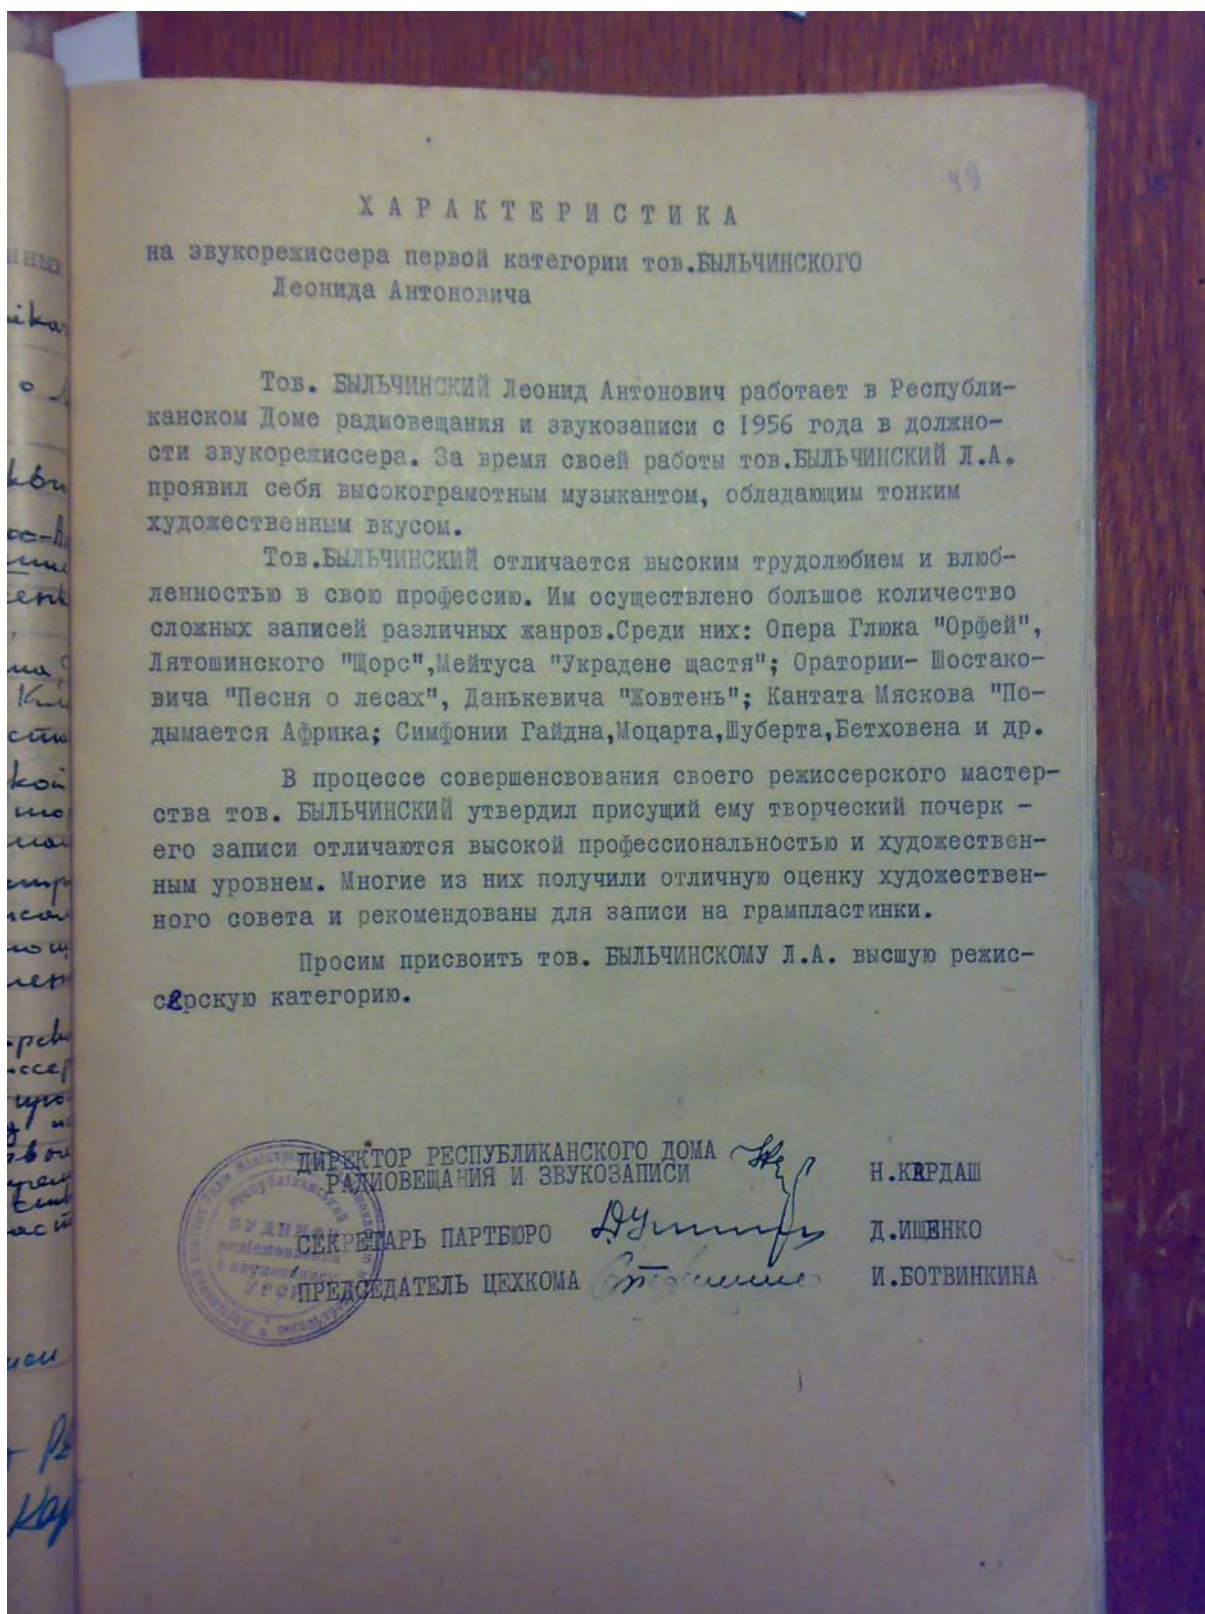 49
ХАРАКТЕРИСТИКА
на звукорежиссера первой категории тов.БЫЛЬЧИНСКОГО
Леонида Антоновича
Тов. БЫЛЬЧИНСКИЙ Леонид Антонович работает в Республи-
канском Доме радиовещания и звукозаписи с 1956 года в должно-
сти звукорежиссера. За время своей работы тов.БЫЛЬЧИНСКИЙ Л.А.
проявил себя высокограмотным музыкантом, обладающим тонким
художественным вкусом.
Тов.БЫЛЬЧИНСКИЙ отличается высоким трудолюбием и влюб-
ленностью в свою профессию. Им осуществлено большое количество
сложных записей различных жанров.Среди них: Опера Глюка "Орфей",
Лятошинского "Щорс",Мейтуса "Украдене щастя"; Оратории- Шостако-
вича "Песня о лесах", Данькевича "Жовтень"; Кантата Мяскова "По-
дымается Африка; Симфонии Гайдна,Моцарта,Шуберта,Бетховена и др.
В процессе совершенсвования своего режиссерского мастер-
ства тов. БЫЛЬЧИНСКИЙ утвердил присущий ему творческий почерк -
его записи отличаются высокой профессиональностью и художествен-
ным уровнем. Многие из них получили отличную оценку художествен-
ного совета и рекомендованы для записи на грампластинки.
Просим присвоить тов. БЫЛЬЧИНСКОМУ Л.А. высшую режис-
серскую категорию.
ДИРЕКТОР РЕСПУБЛИКАНСКОГО ДОМА
РАДИОВЕЩАНИЯ И ЗВУКОЗАПИСИ Н.КАРДАШ
СЕКРЕТАРЬ ПАРТБЮРО Д.ИЩЕНКО
ПРЕДСЕДАТЕЛЬ ЦЕХКОМА И.БОТВИНКИНА
Республіканський
БУДИНОК
радіомовлення
і звукозапису
УРСР